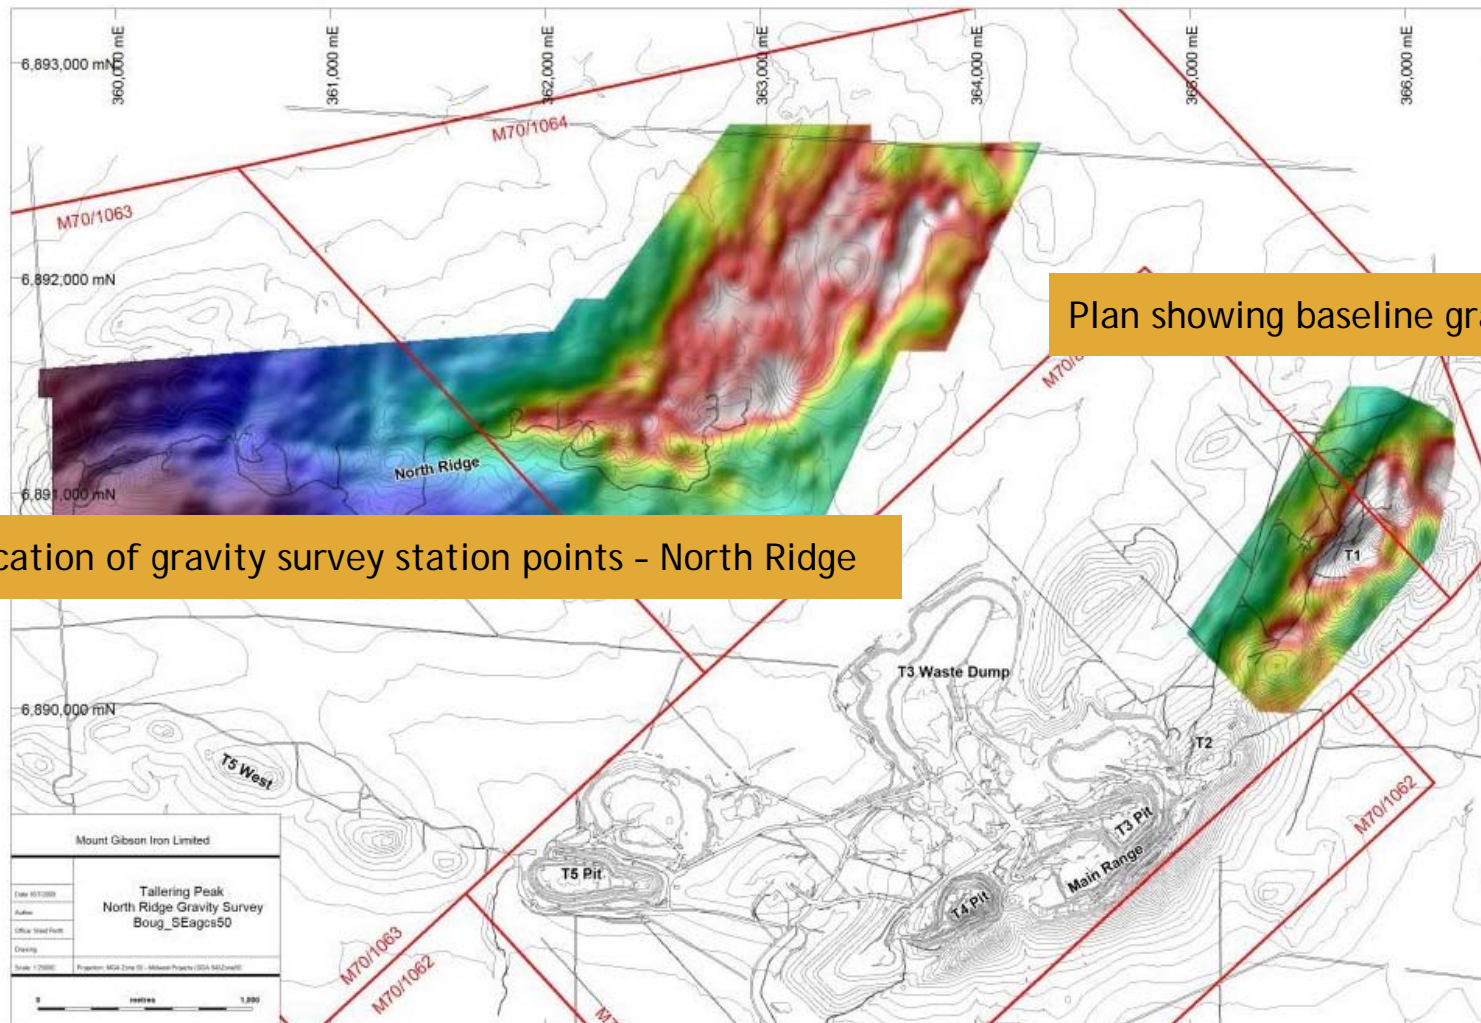 360,000 mE
361,000 mE
362,000 mE
363,000 mE
364,000 mE
366,000 mE
6,893,000 mN
M70/1064
M70/1063
6,892,000 mN
Plan showing baseline
North Ridge
6,891,000 mN
of gravity survey station points - North Ridge
T1
T3 Waste Dump
6,890,000 mN
T2
T5 West
M70/1062
T3 Pit
Main Range
T5 Pit
T4 Pit
M70/1063
M70/1062
Mount Gibson Iron Limited
Tallering Peak
North Ridge Gravity Survey
Boug_SEagcs50
Author
Drawing
0 metres 1,000